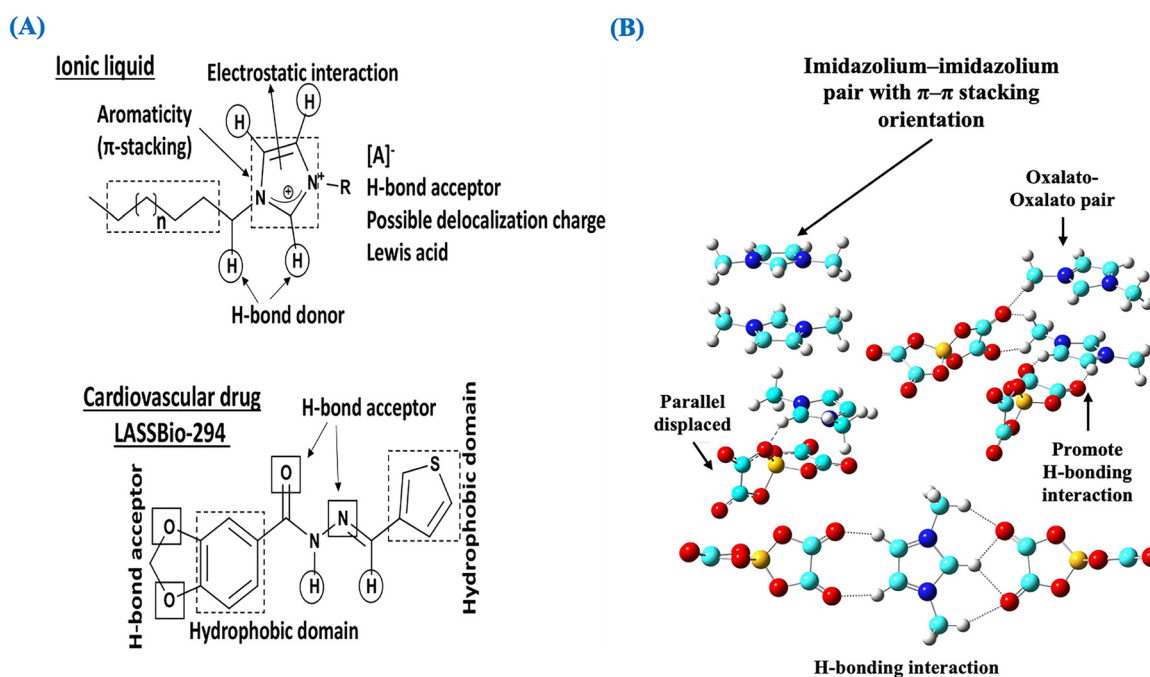 (A)
Ionic liquid
Electrostatic interaction
Aromaticity
(π-stacking)
H
H
[A]-
H-bond acceptor
Possible delocalization charge
Lewis acid
N+
R
N
⊕
n
H
H
H-bond donor
Cardiovascular drug
LASSBio-294
H-bond acceptor
H-bond acceptor
O
O
O
N
N
S
H
H
Hydrophobic domain
Hydrophobic domain
(B)
Imidazolium–imidazolium
pair with π–π stacking
orientation
Oxalato-
Oxalato pair
Parallel
displaced
Promote
H-bonding
interaction
H-bonding interaction